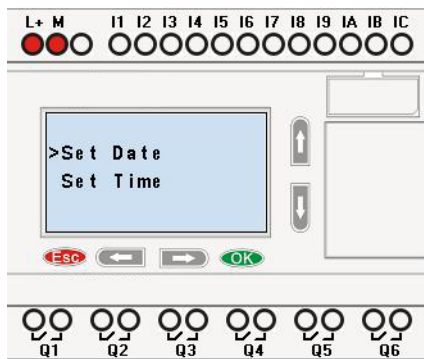 L+ M I1 I2 I3 I4 I5 I6 I7 I8 I9 IA IB IC
>Set Date
Set Time
Esc OK
Q1 Q2 Q3 Q4 Q5 Q6